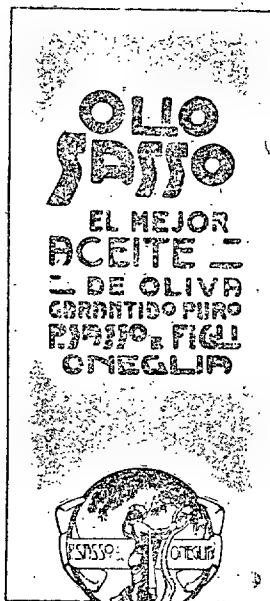 OLIO
SASSO
EL MEJOR
ACEITE
DE OLIVA
GARANTIDO PURO
P. SASSO E FIGLI
ONEGLIA
P. SASSO E ONEGLIA